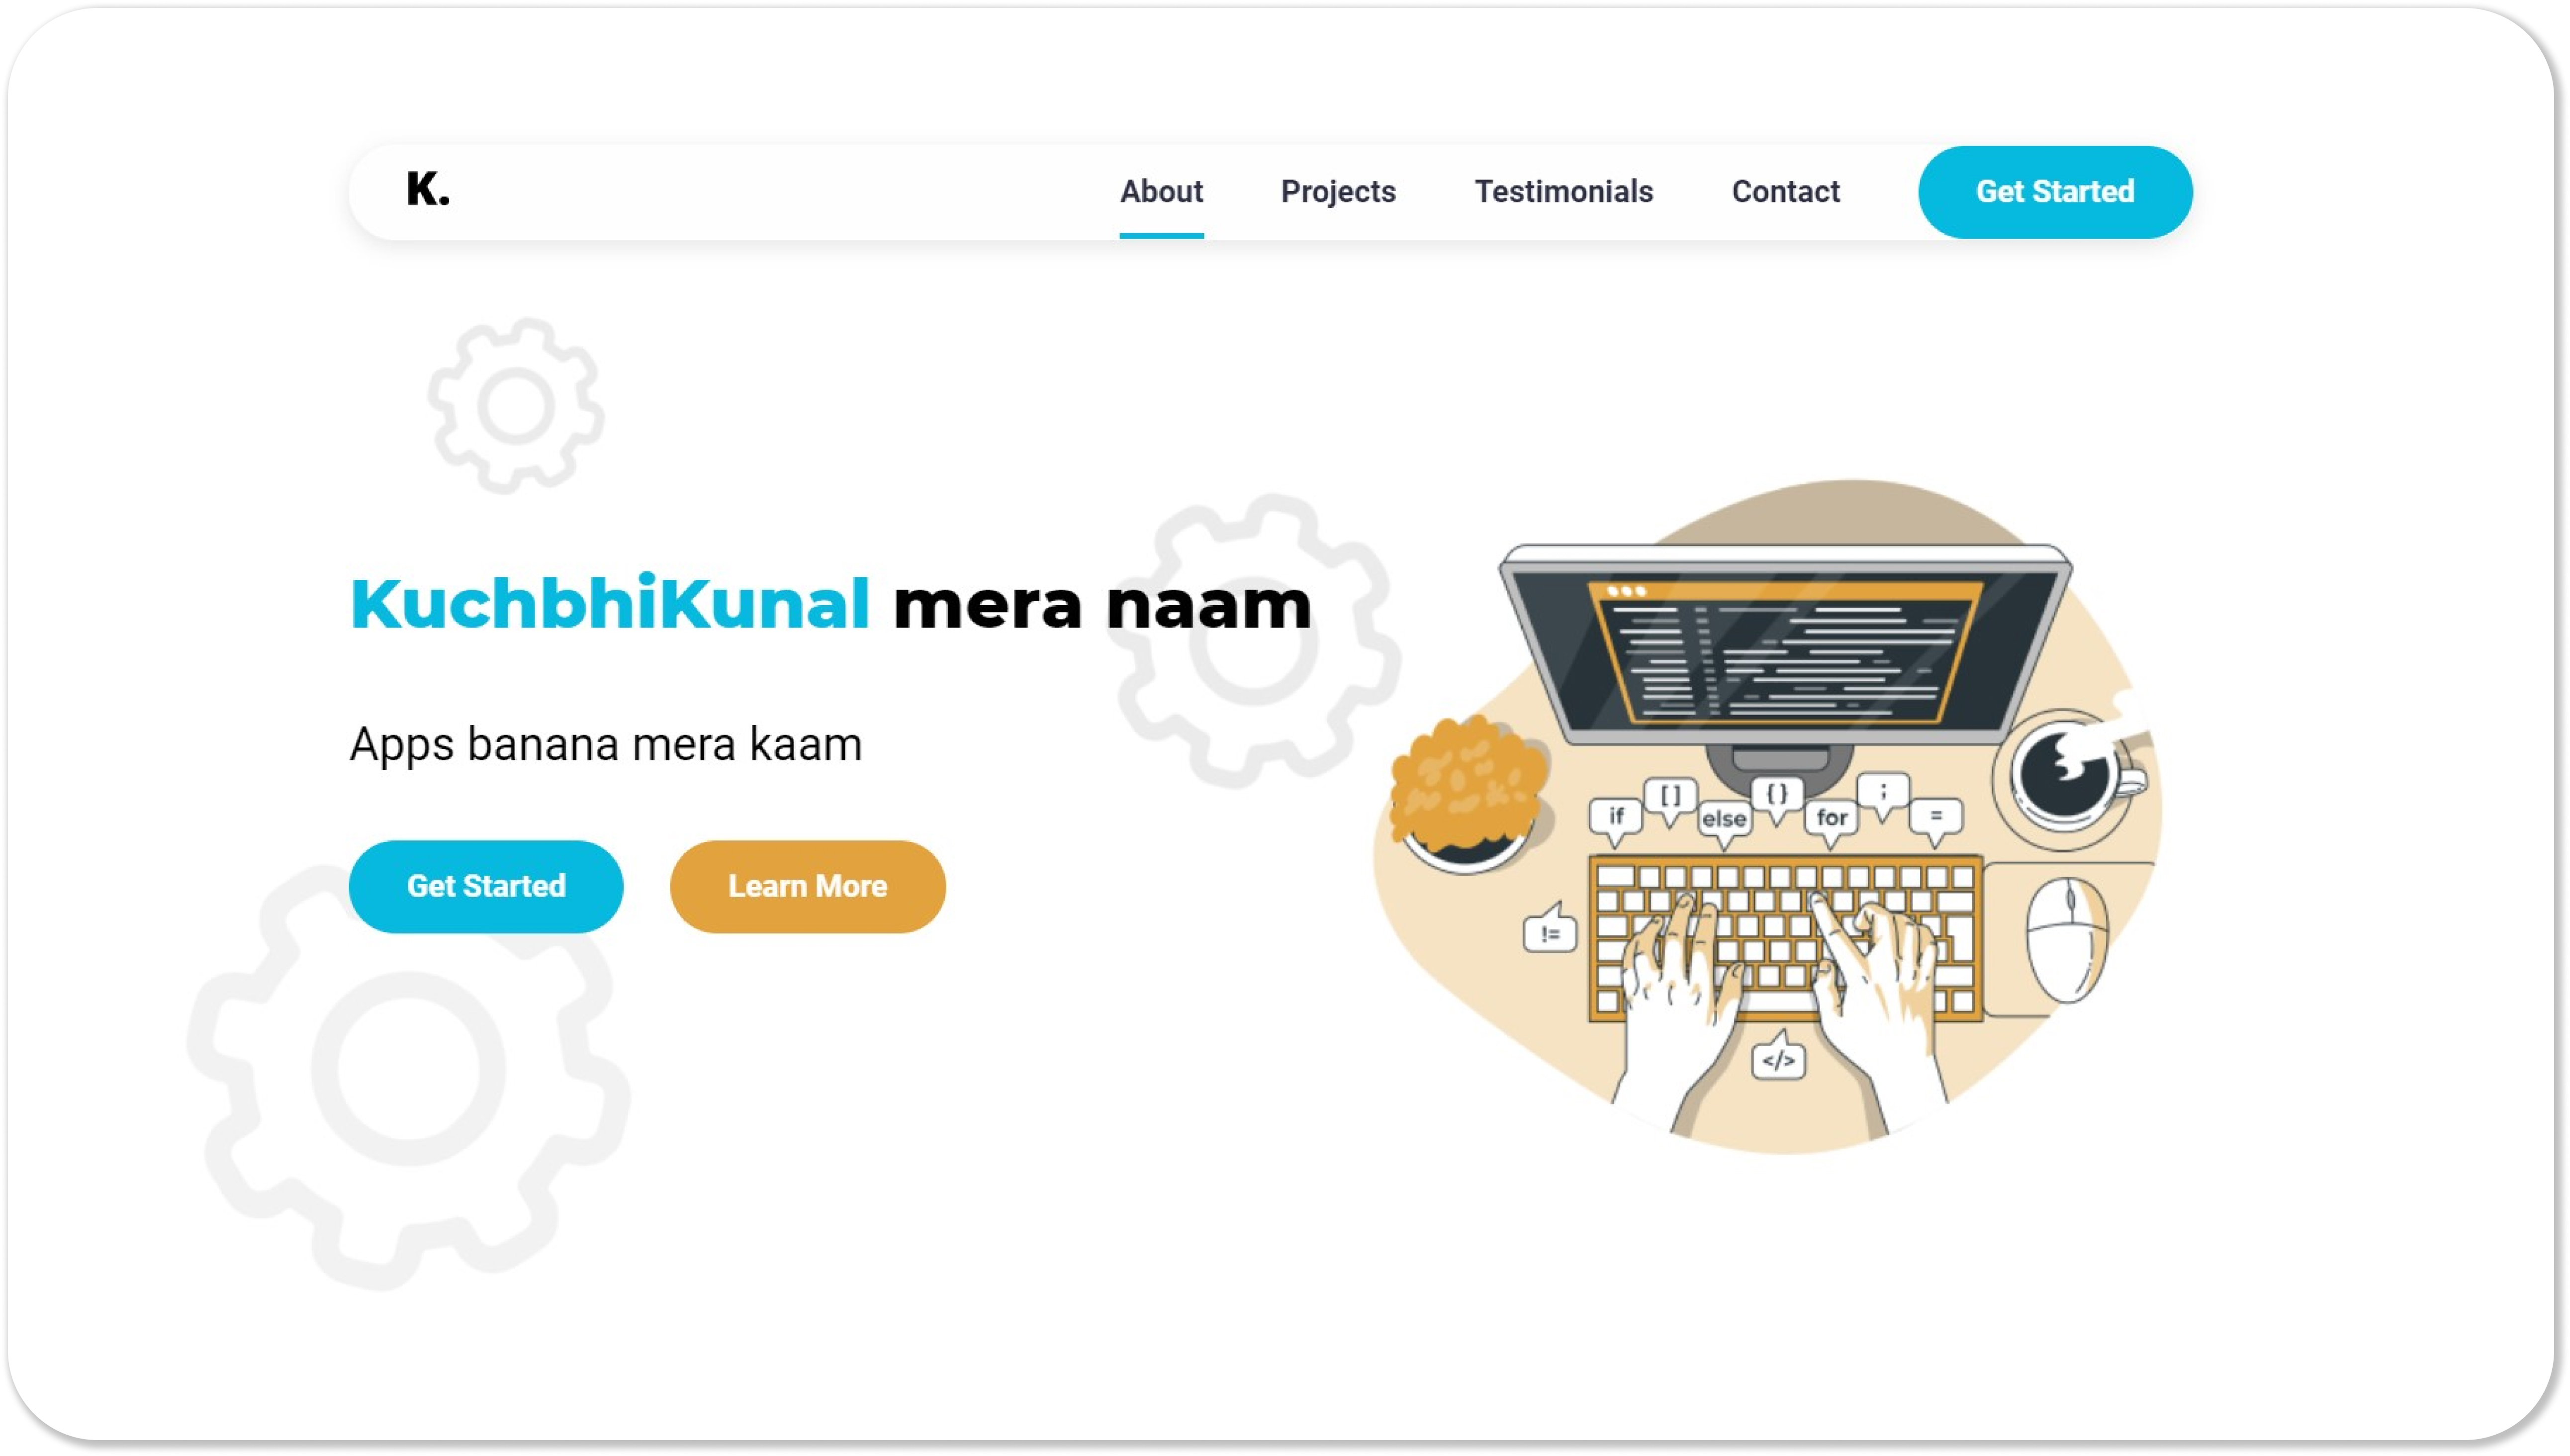 K.
About Projects Testimonials Contact Get Started
KuchbhiKunal mera naam
Apps banana mera kaam
Get Started Learn More
if [ ] else { } for ; =
!=
</>